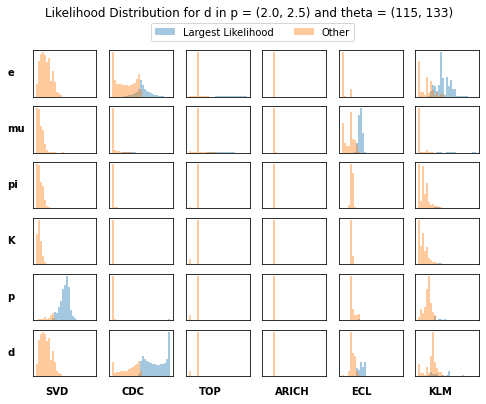 Likelihood Distribution for d in p = (2.0, 2.5) and theta = (115, 133)
Largest Likelihood Other
e
mu
pi
K
p
d
SVD CDC TOP ARICH ECL KLM